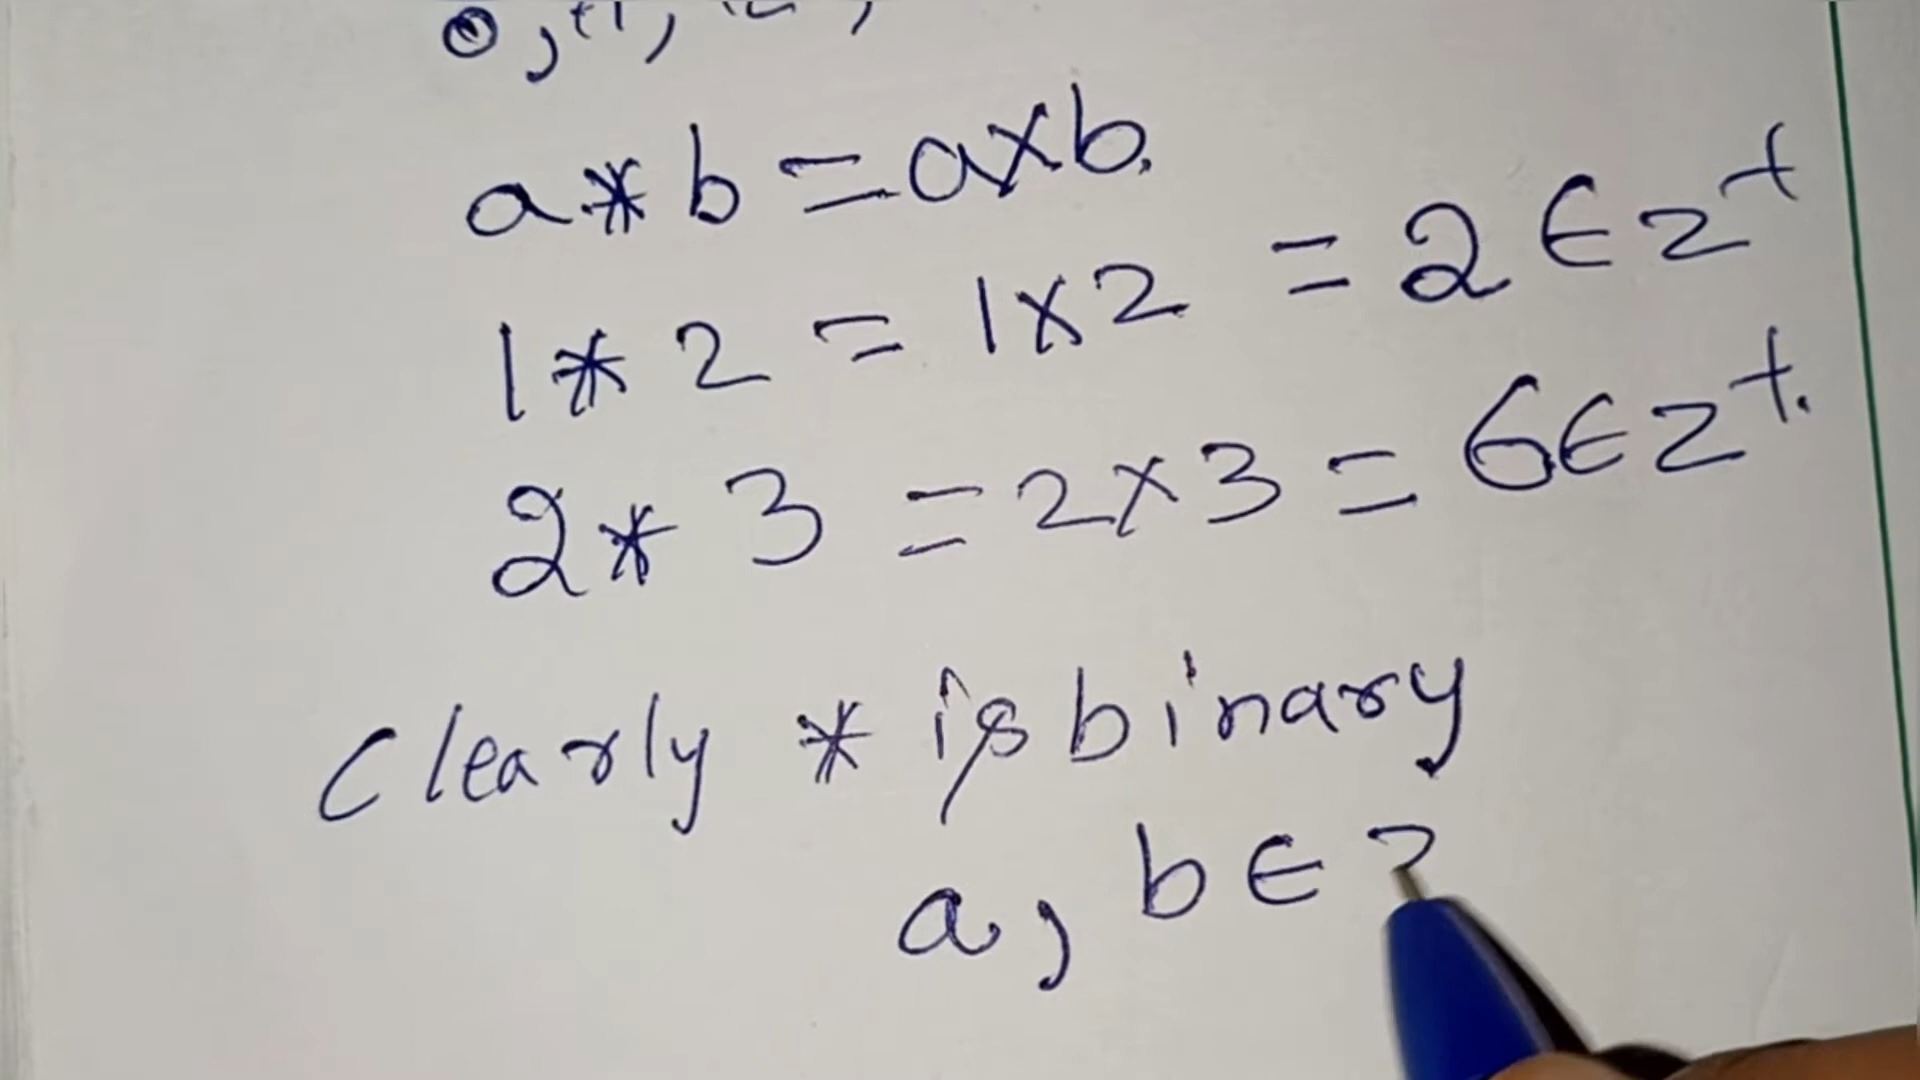 a * b = a x b.
1 * 2 = 1 x 2 = 2 ∈ z⁺
2 * 3 = 2 x 3 = 6 ∈ z⁺.
Clearly * is binary
a, b ∈